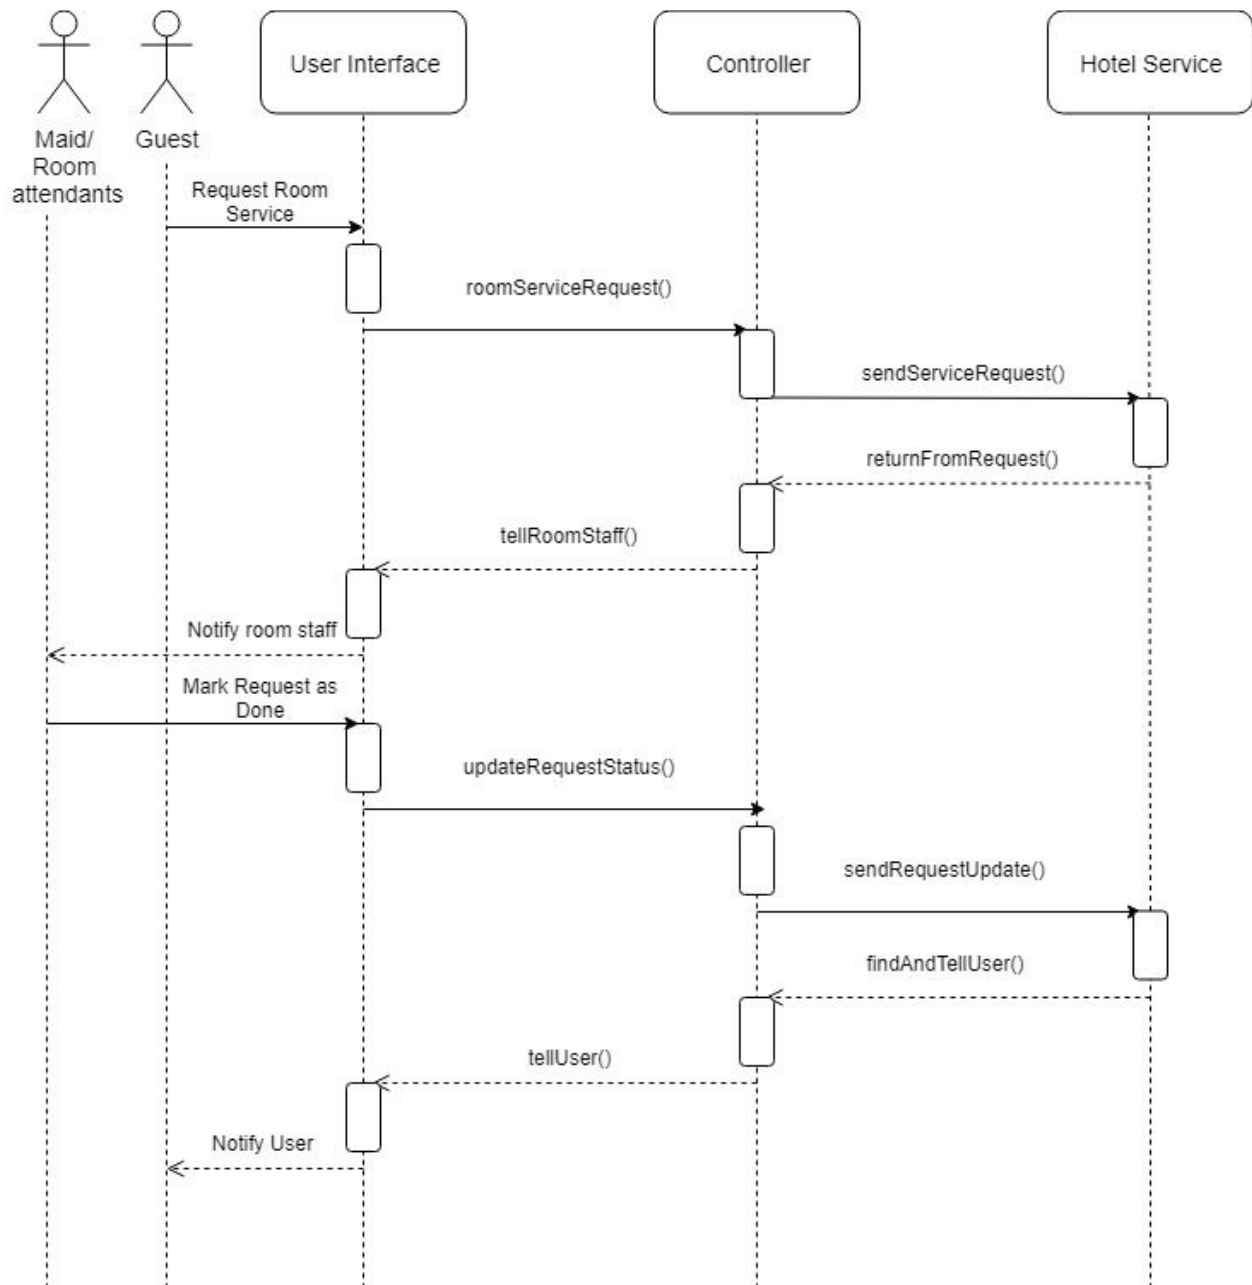 User Interface
Controller
Hotel Service
Maid/
Room
attendants
Guest
Request Room
Service
roomServiceRequest()
sendServiceRequest()
returnFromRequest()
tellRoomStaff()
Notify room staff
Mark Request as
Done
updateRequestStatus()
sendRequestUpdate()
findAndTellUser()
tellUser()
Notify User